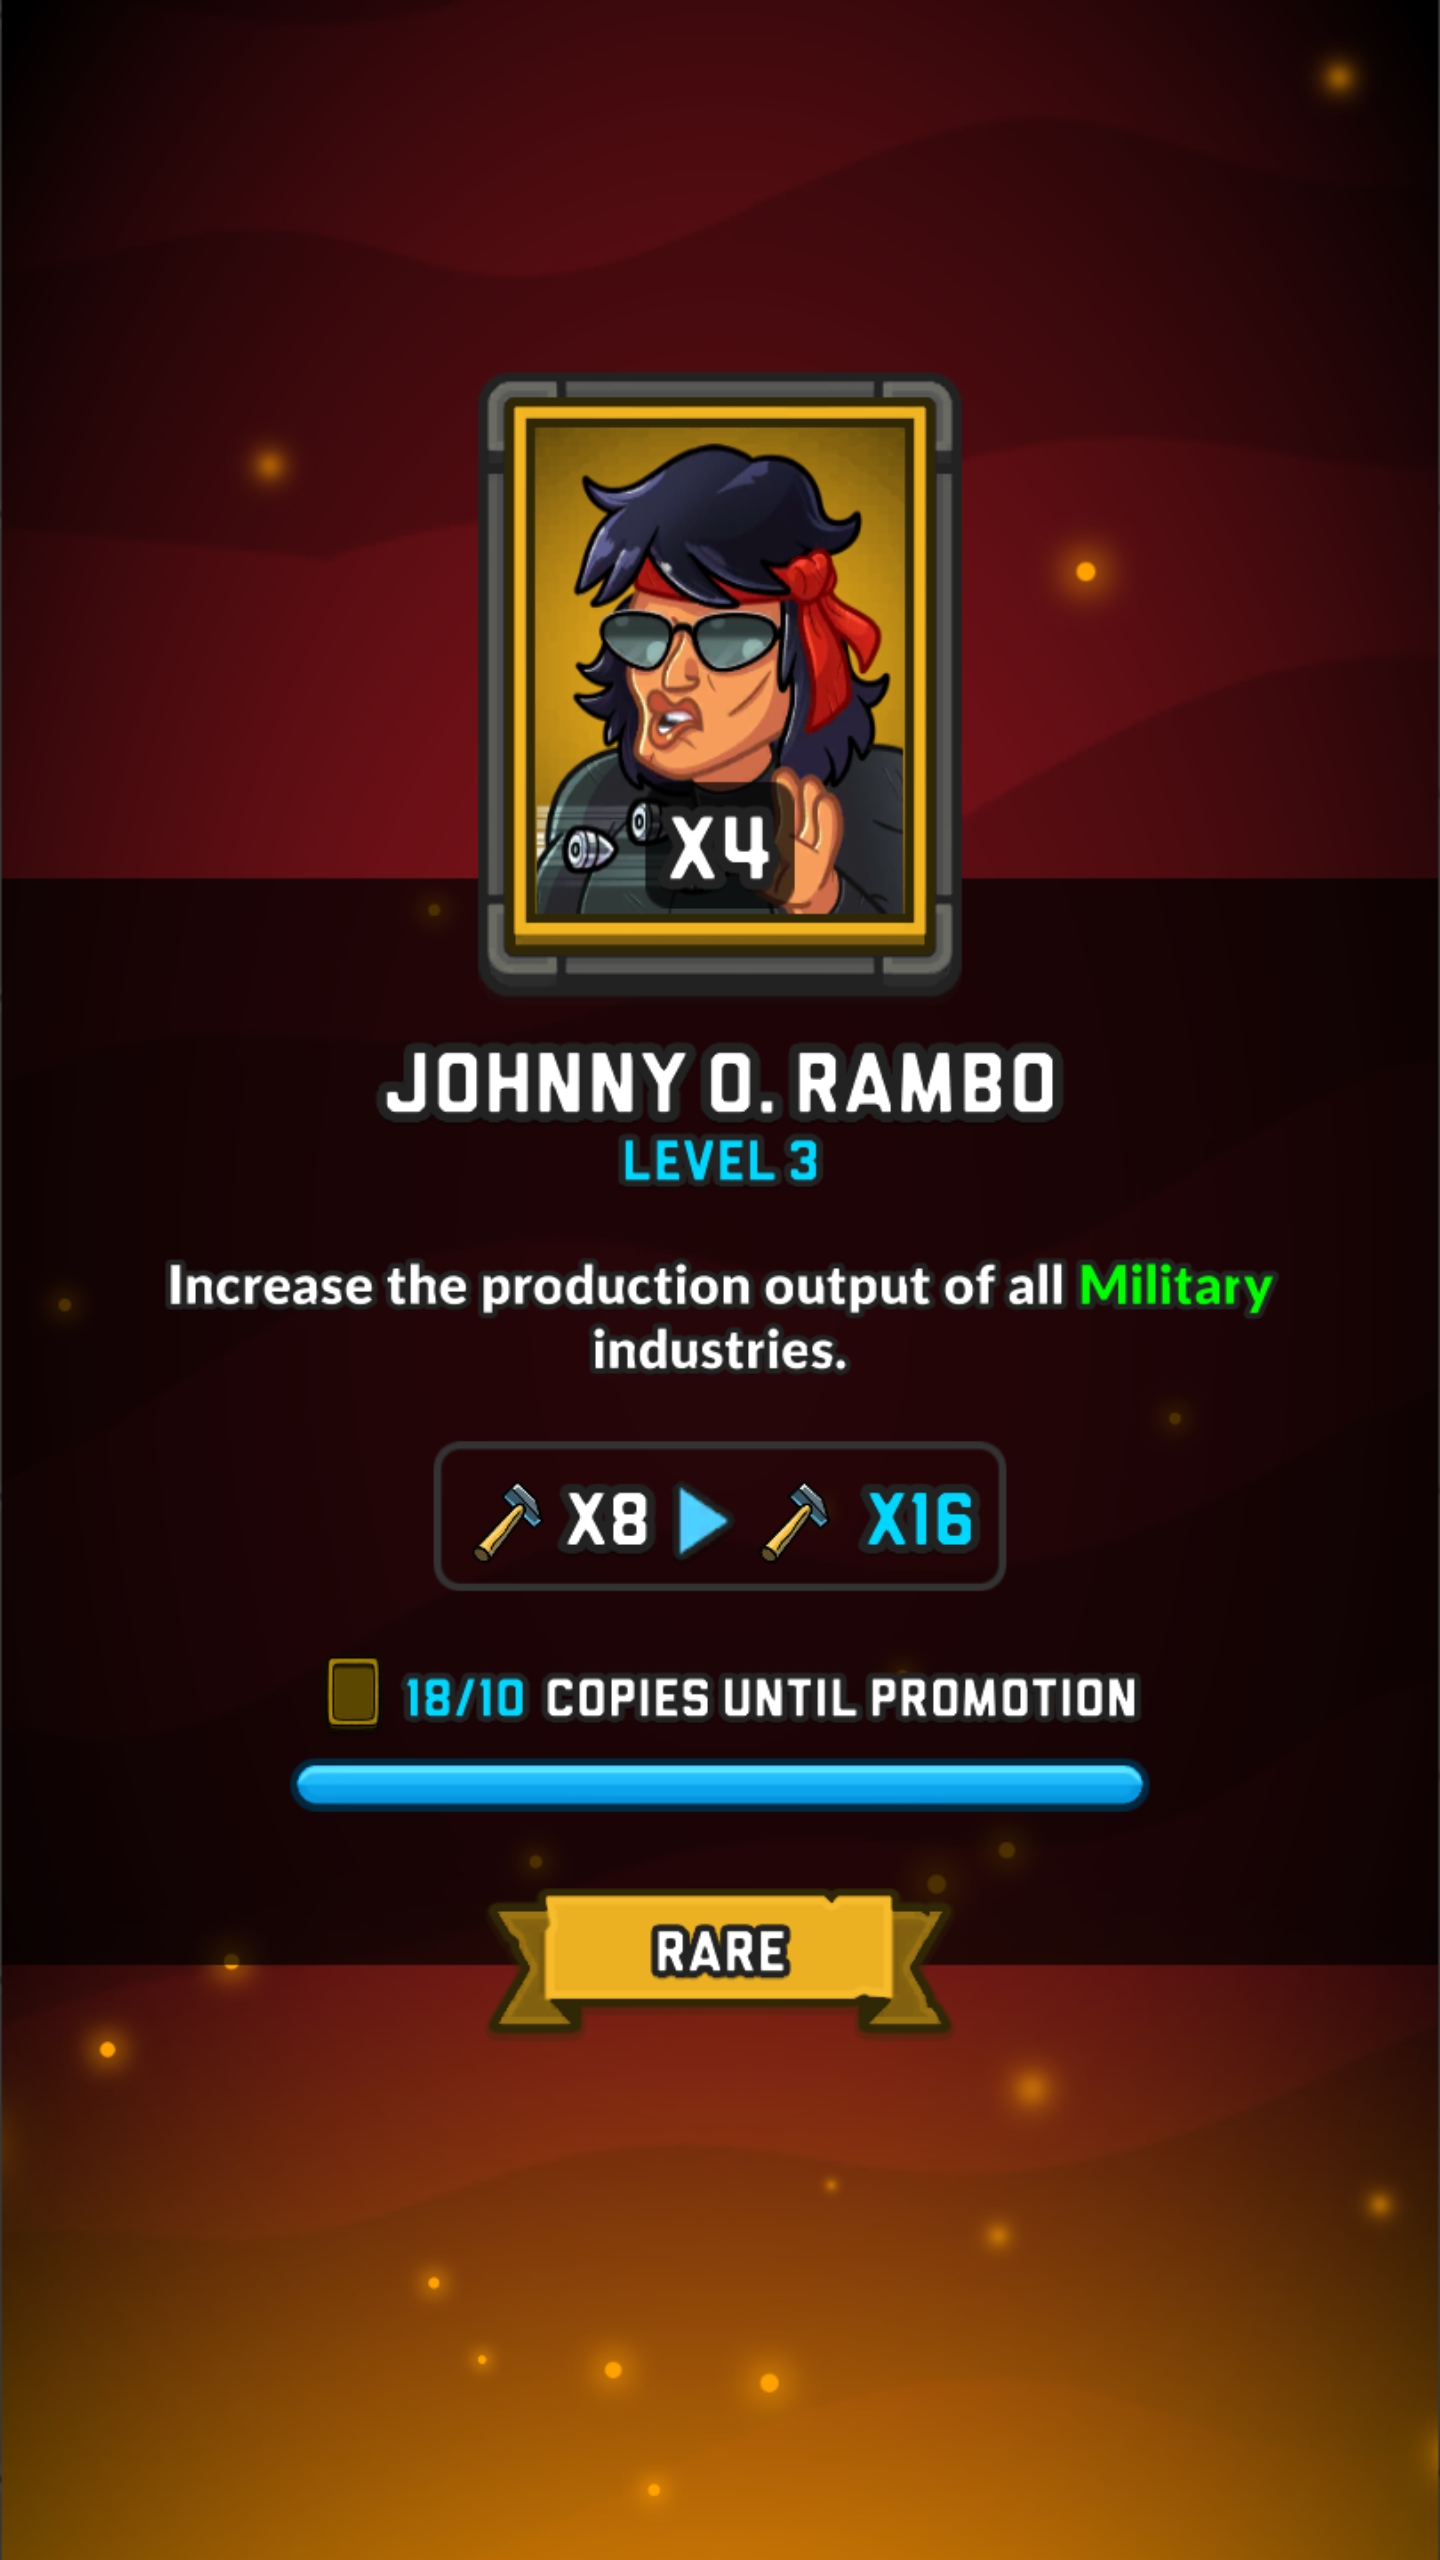 X4
JOHNNY O. RAMBO
LEVEL 3
Increase the production output of all Military
industries.
X8 X16
18/10 COPIES UNTIL PROMOTION
RARE